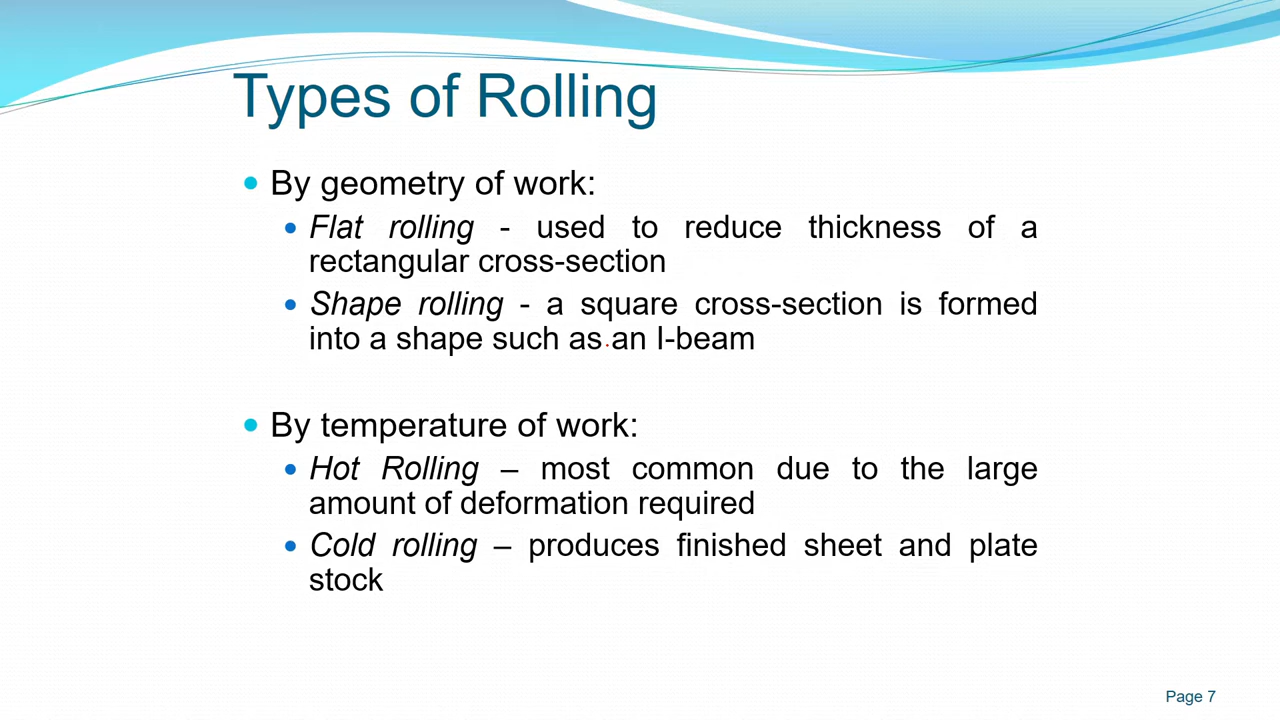 Types of Rolling
• By geometry of work:
• Flat rolling - used to reduce thickness of a
rectangular cross-section
• Shape rolling - a square cross-section is formed
into a shape such as an I-beam
• By temperature of work:
• Hot Rolling – most common due to the large
amount of deformation required
• Cold rolling – produces finished sheet and plate
stock
Page 7